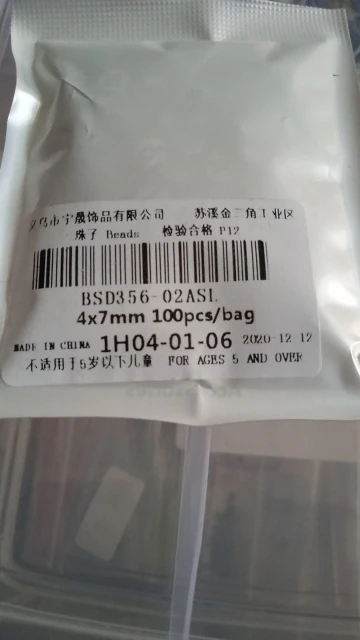 义乌市宁晟饰品有限公司 苏溪金三角工业区
珠子 Beads 检验合格 P12
BSD356-02ASL
4x7mm 100pcs/bag
MADE IN CHINA 1H04-01-06 2020-12-12
不适用于5岁以下儿童 FOR AGES 5 AND OVER